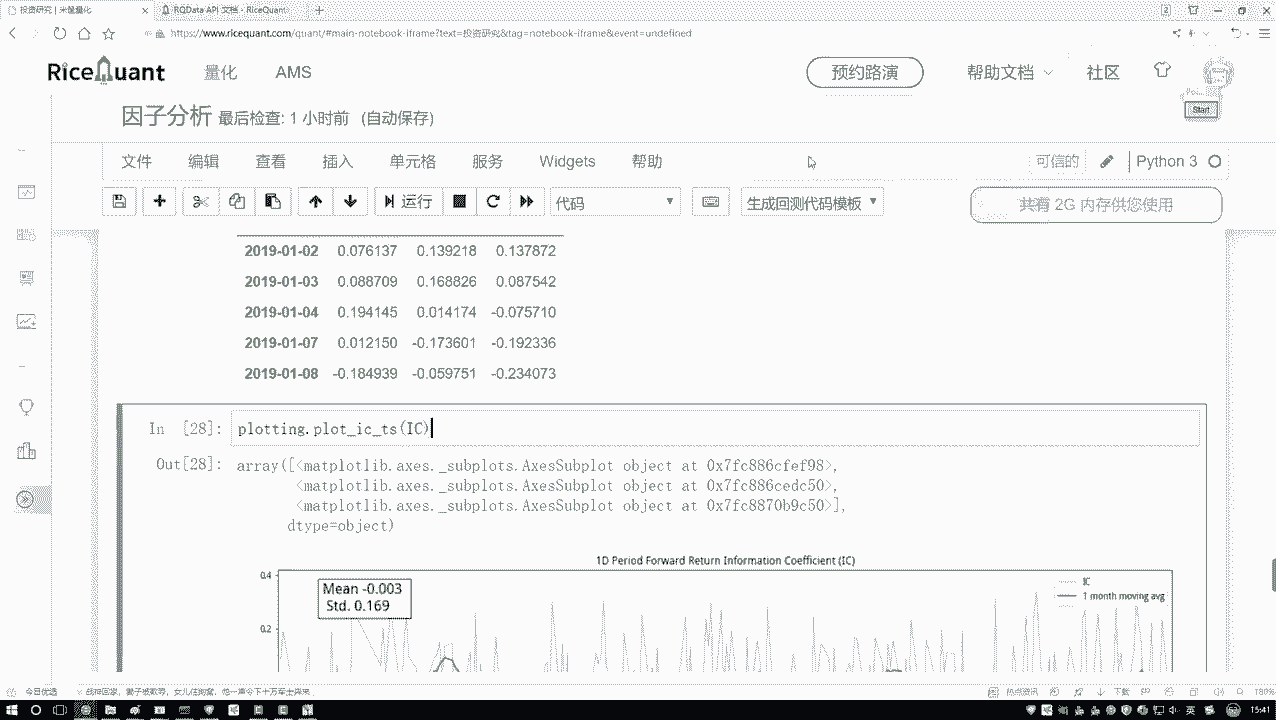 投资研究 | 米筐量化
RQData API 文档 - RiceQuant
https://www.ricequant.com/quant/#main-notebook-iframe?text=投资研究&tag=notebook-iframe&event=undefined
RiceQuant 量化 AMS 预约路演 帮助文档 社区
Start
因子分析 最后检查: 1 小时前 (自动保存)
文件 编辑 查看 插入 单元格 服务 Widgets 帮助 可信的 Python 3
运行 代码 生成回测代码模板 共有 2G 内存供您使用
2019-01-02 0.076137 0.139218 0.137872
2019-01-03 0.088709 0.168826 0.087542
2019-01-04 0.194145 0.014174 -0.075710
2019-01-07 0.012150 -0.173601 -0.192336
2019-01-08 -0.184939 -0.059751 -0.234073
In [28]: plotting.plot_ic_ts(IC)
Out[28]: array([<matplotlib.axes._subplots.AxesSubplot object at 0x7fc886cfef98>,
<matplotlib.axes._subplots.AxesSubplot object at 0x7fc886cedc50>,
<matplotlib.axes._subplots.AxesSubplot object at 0x7fc8870b9c50>],
dtype=object)
1D Period Forward Return Information Coefficient (IC)
0.4
Mean -0.003
Std. 0.169
IC
1 month moving avg
0.2
今日优选
热点资讯
下载
180%
英
15:41